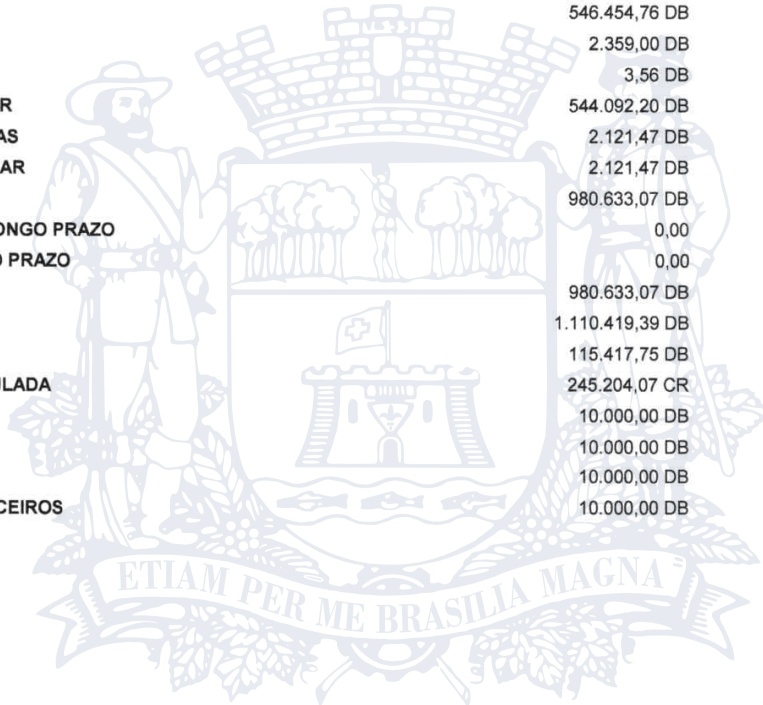 546.454,76 DB
2.359,00 DB
3,56 DB
R 544.092,20 DB
AS 2.121,47 DB
AR 2.121,47 DB
980.633,07 DB
ONGO PRAZO 0,00
O PRAZO 0,00
980.633,07 DB
1.110.419,39 DB
115.417,75 DB
ULADA 245.204,07 CR
10.000,00 DB
10.000,00 DB
10.000,00 DB
CEIROS 10.000,00 DB
ETIAM PER ME BRASILIA MAGNA